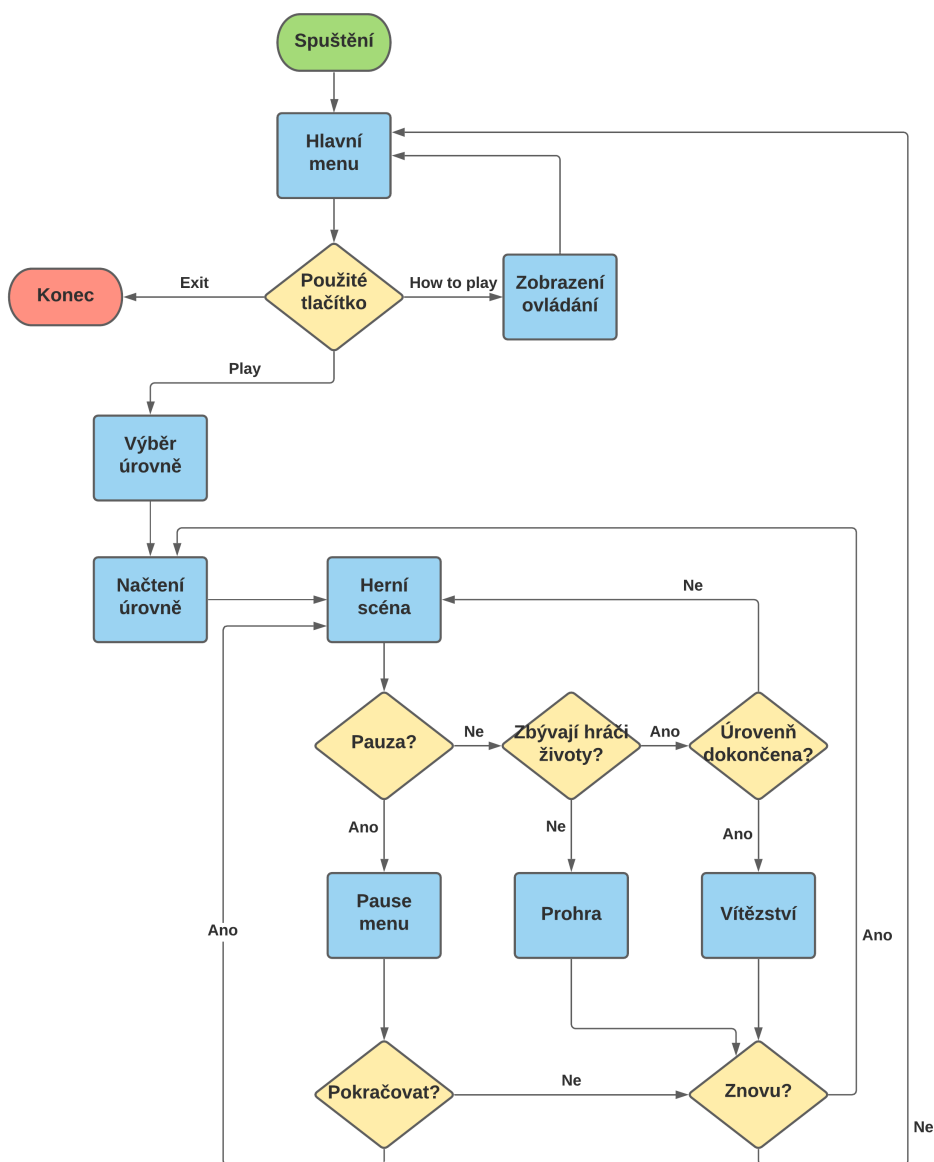 Spuštění
Hlavní
menu
Použité
tlačítko
Exit
Konec
How to play
Zobrazení
ovládání
Play
Výběr
úrovně
Načtení
úrovně
Herní
scéna
Ne
Pauza?
Ne
Zbývají hráči
životy?
Ano
Úrovenň
dokončena?
Ano
Ne
Ano
Pause
menu
Prohra
Vítězství
Ano
Ano
Pokračovat?
Ne
Znovu?
Ne